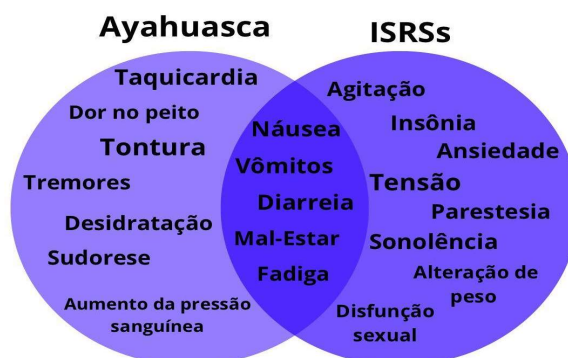 Ayahuasca
ISRSs
Taquicardia
Dor no peito
Tontura
Tremores
Desidratação
Sudorese
Aumento da pressão
sanguínea
Náusea
Vômitos
Diarreia
Mal-Estar
Fadiga
Agitação
Insônia
Ansiedade
Tensão
Parestesia
Sonolência
Alteração de
peso
Disfunção
sexual